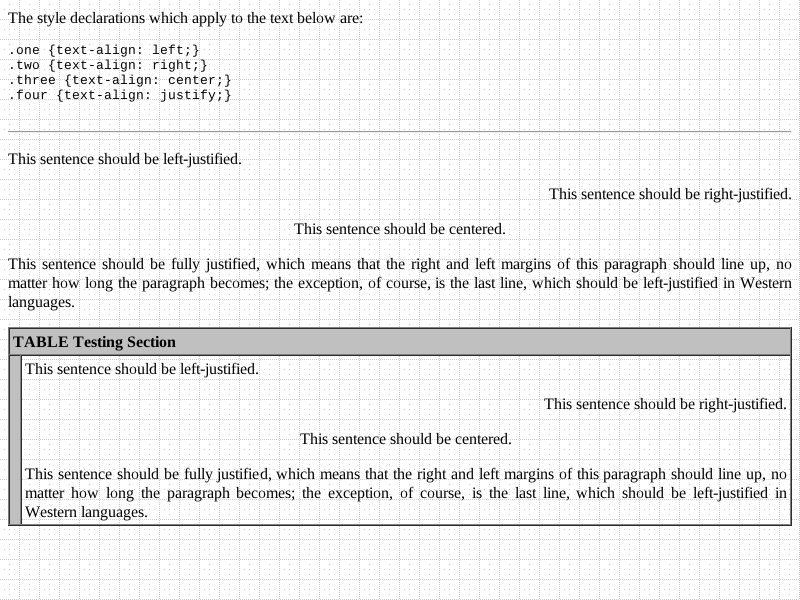 The style declarations which apply to the text below are:
.one {text-align: left;}
.two {text-align: right;}
.three {text-align: center;}
.four {text-align: justify;}
This sentence should be left-justified.
This sentence should be right-justified.
This sentence should be centered.
This sentence should be fully justified, which means that the right and left margins of this paragraph should line up, no
matter how long the paragraph becomes; the exception, of course, is the last line, which should be left-justified in Western
languages.
TABLE Testing Section
This sentence should be left-justified.
This sentence should be right-justified.
This sentence should be centered.
This sentence should be fully justified, which means that the right and left margins of this paragraph should line up, no
matter how long the paragraph becomes; the exception, of course, is the last line, which should be left-justified in
Western languages.